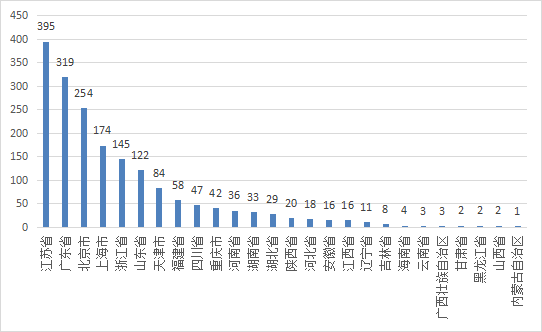 450
400
350
300
250
200
150
100
50
0
395
319
254
174
145
122
84
58
47
42
36
33
29
20
18
16
16
11
8
4
3
3
2
2
2
1
江苏省
广东省
北京市
上海市
浙江省
山东省
天津市
福建省
四川省
重庆市
河南省
湖南省
湖北省
陕西省
河北省
安徽省
江西省
辽宁省
吉林省
海南省
云南省
广西壮族自治区
甘肃省
黑龙江省
山西省
内蒙古自治区